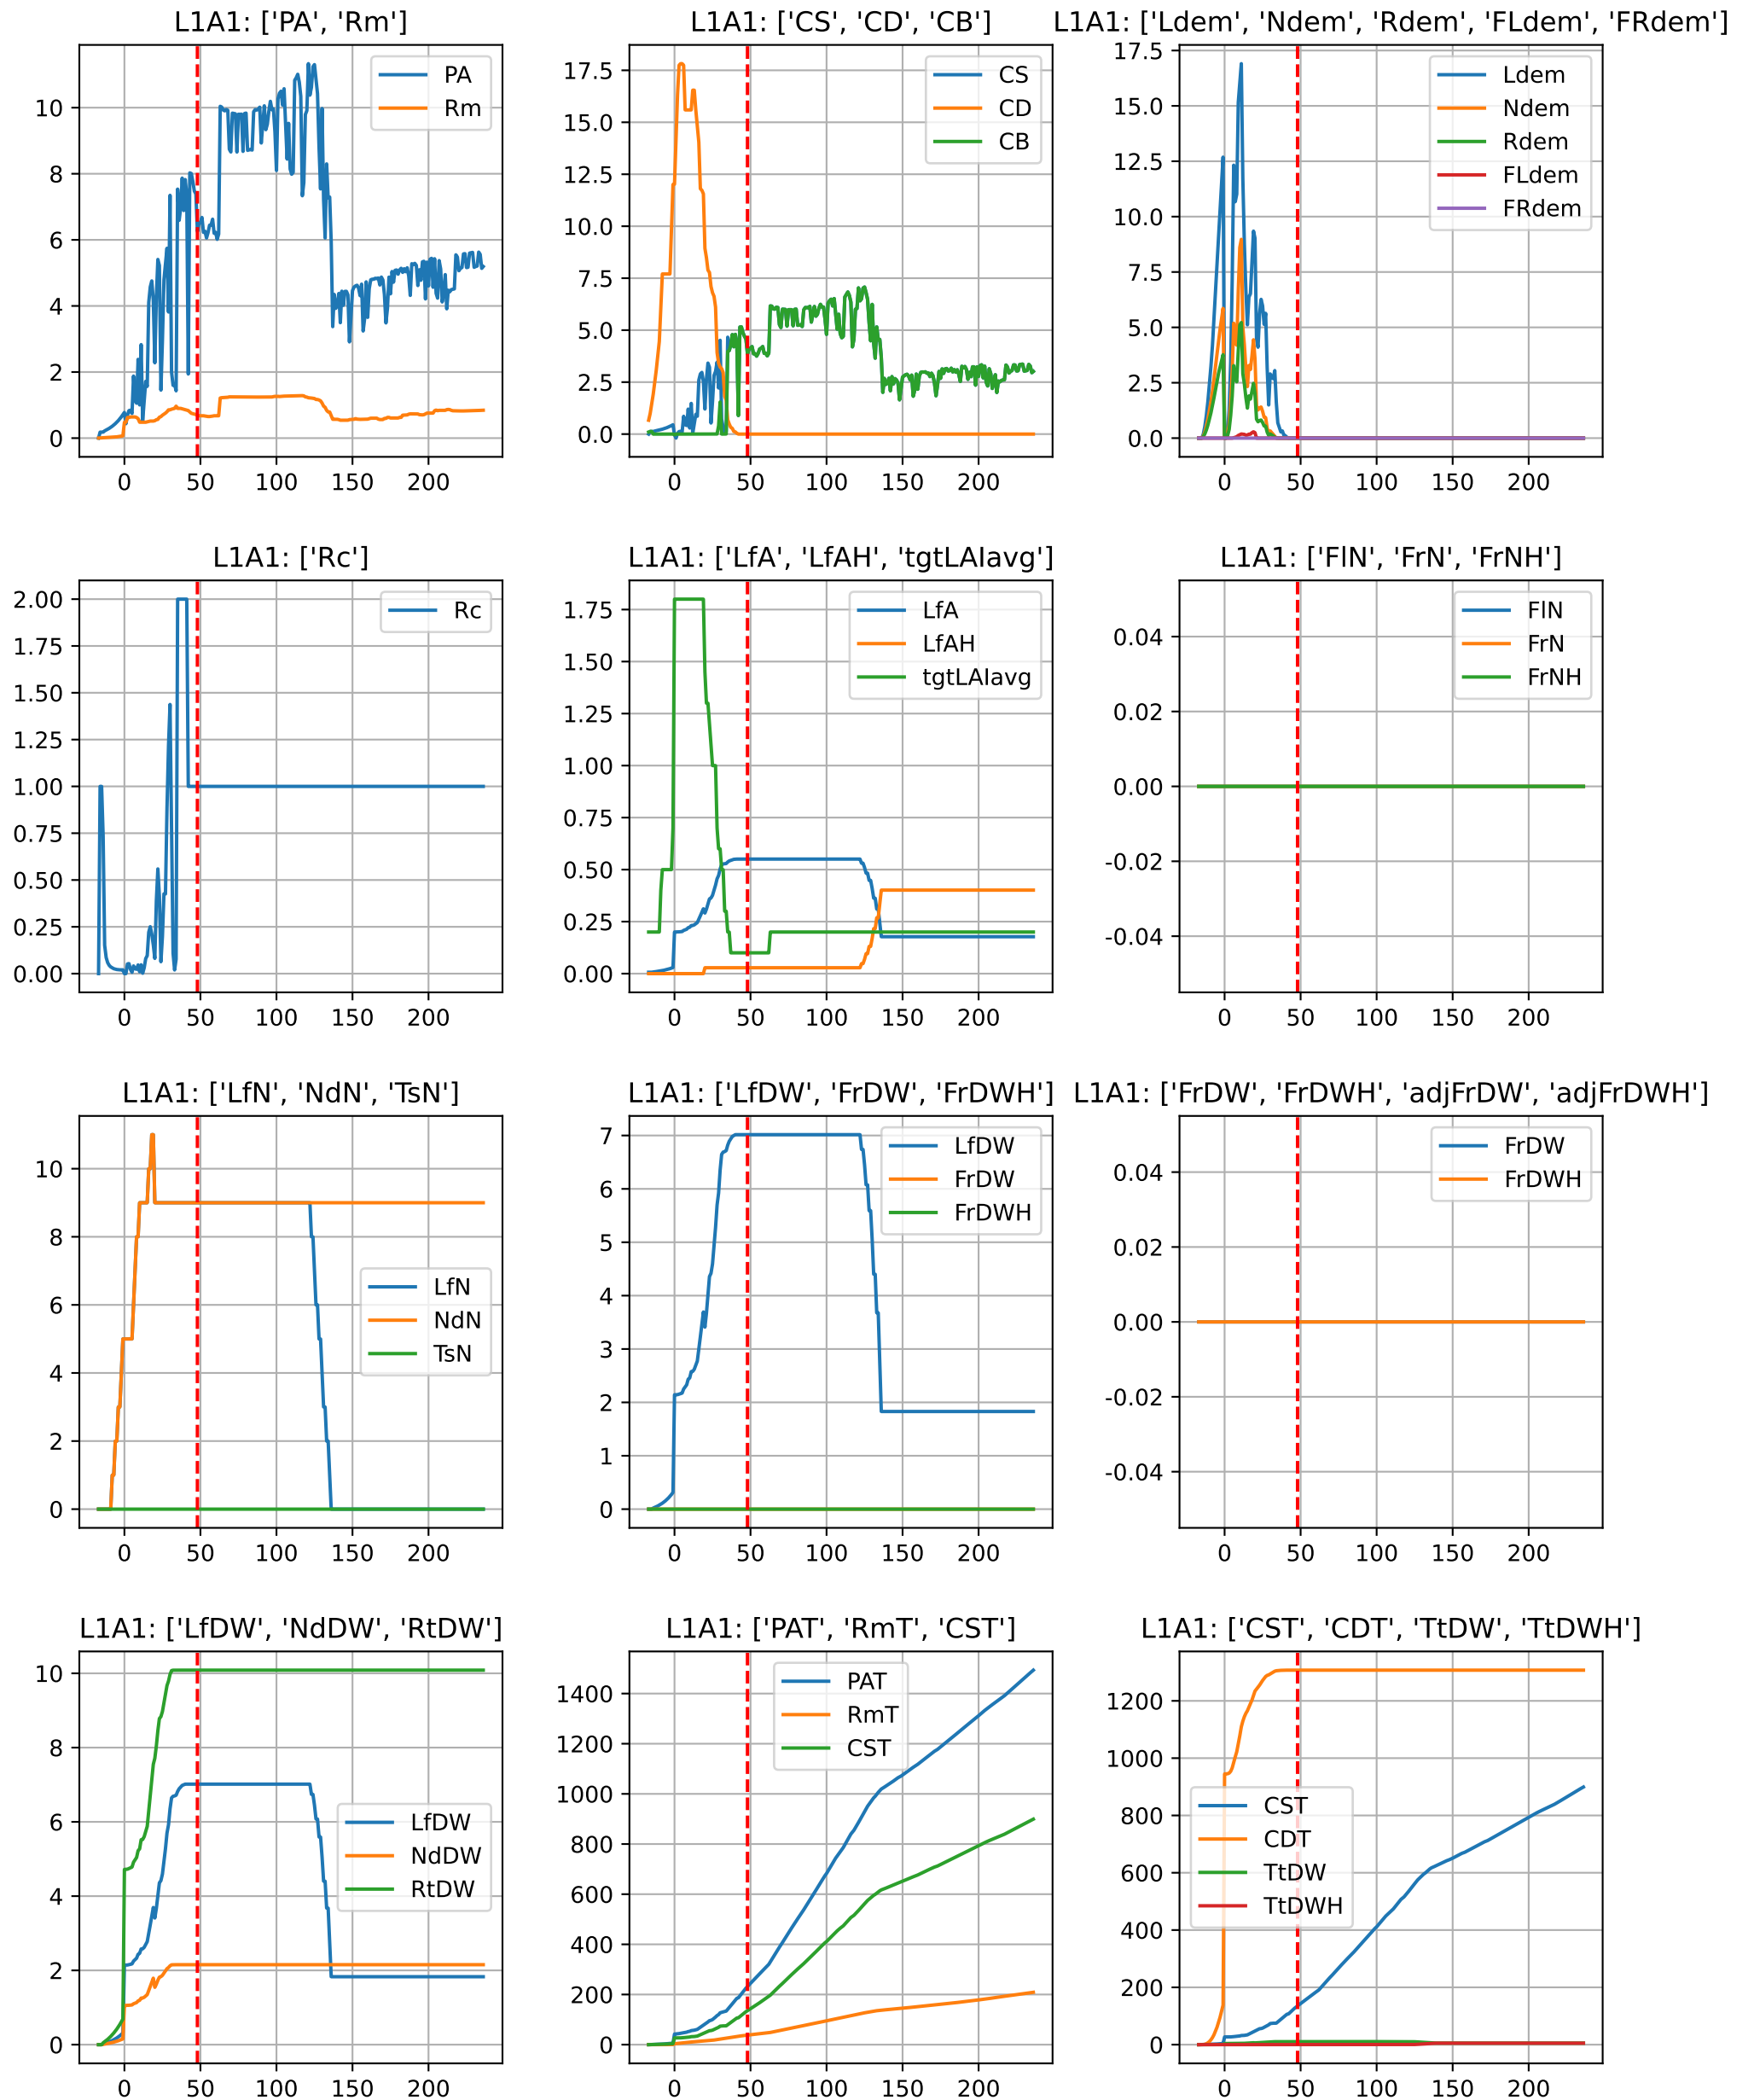 L1A1: ['PA', 'Rm']
PA
Rm
10
8
6
4
2
0
0 50 100 150 200
L1A1: ['CS', 'CD', 'CB']
CS
CD
CB
17.5
15.0
12.5
10.0
7.5
5.0
2.5
0.0
0 50 100 150 200
L1A1: ['Ldem', 'Ndem', 'Rdem', 'FLdem', 'FRdem']
Ldem
Ndem
Rdem
FLdem
FRdem
17.5
15.0
12.5
10.0
7.5
5.0
2.5
0.0
0 50 100 150 200
L1A1: ['Rc']
Rc
2.00
1.75
1.50
1.25
1.00
0.75
0.50
0.25
0.00
0 50 100 150 200
L1A1: ['LfA', 'LfAH', 'tgtLAIavg']
LfA
LfAH
tgtLAIavg
1.75
1.50
1.25
1.00
0.75
0.50
0.25
0.00
0 50 100 150 200
L1A1: ['FlN', 'FrN', 'FrNH']
FlN
FrN
FrNH
0.04
0.02
0.00
-0.02
-0.04
0 50 100 150 200
L1A1: ['LfN', 'NdN', 'TsN']
LfN
NdN
TsN
10
8
6
4
2
0
0 50 100 150 200
L1A1: ['LfDW', 'FrDW', 'FrDWH']
LfDW
FrDW
FrDWH
7
6
5
4
3
2
1
0
0 50 100 150 200
L1A1: ['FrDW', 'FrDWH', 'adjFrDW', 'adjFrDWH']
FrDW
FrDWH
0.04
0.02
0.00
-0.02
-0.04
0 50 100 150 200
L1A1: ['LfDW', 'NdDW', 'RtDW']
LfDW
NdDW
RtDW
10
8
6
4
2
0
0 50 100 150 200
L1A1: ['PAT', 'RmT', 'CST']
PAT
RmT
CST
1400
1200
1000
800
600
400
200
0
0 50 100 150 200
L1A1: ['CST', 'CDT', 'TtDW', 'TtDWH']
CST
CDT
TtDW
TtDWH
1200
1000
800
600
400
200
0
0 50 100 150 200